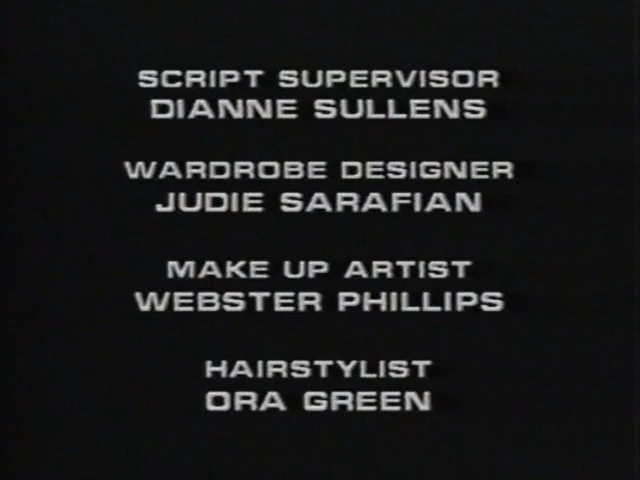 SCRIPT SUPERVISOR
DIANNE SULLENS
WARDROBE DESIGNER
JUDIE SARAFIAN
MAKE UP ARTIST
WEBSTER PHILLIPS
HAIRSTYLIST
ORA GREEN